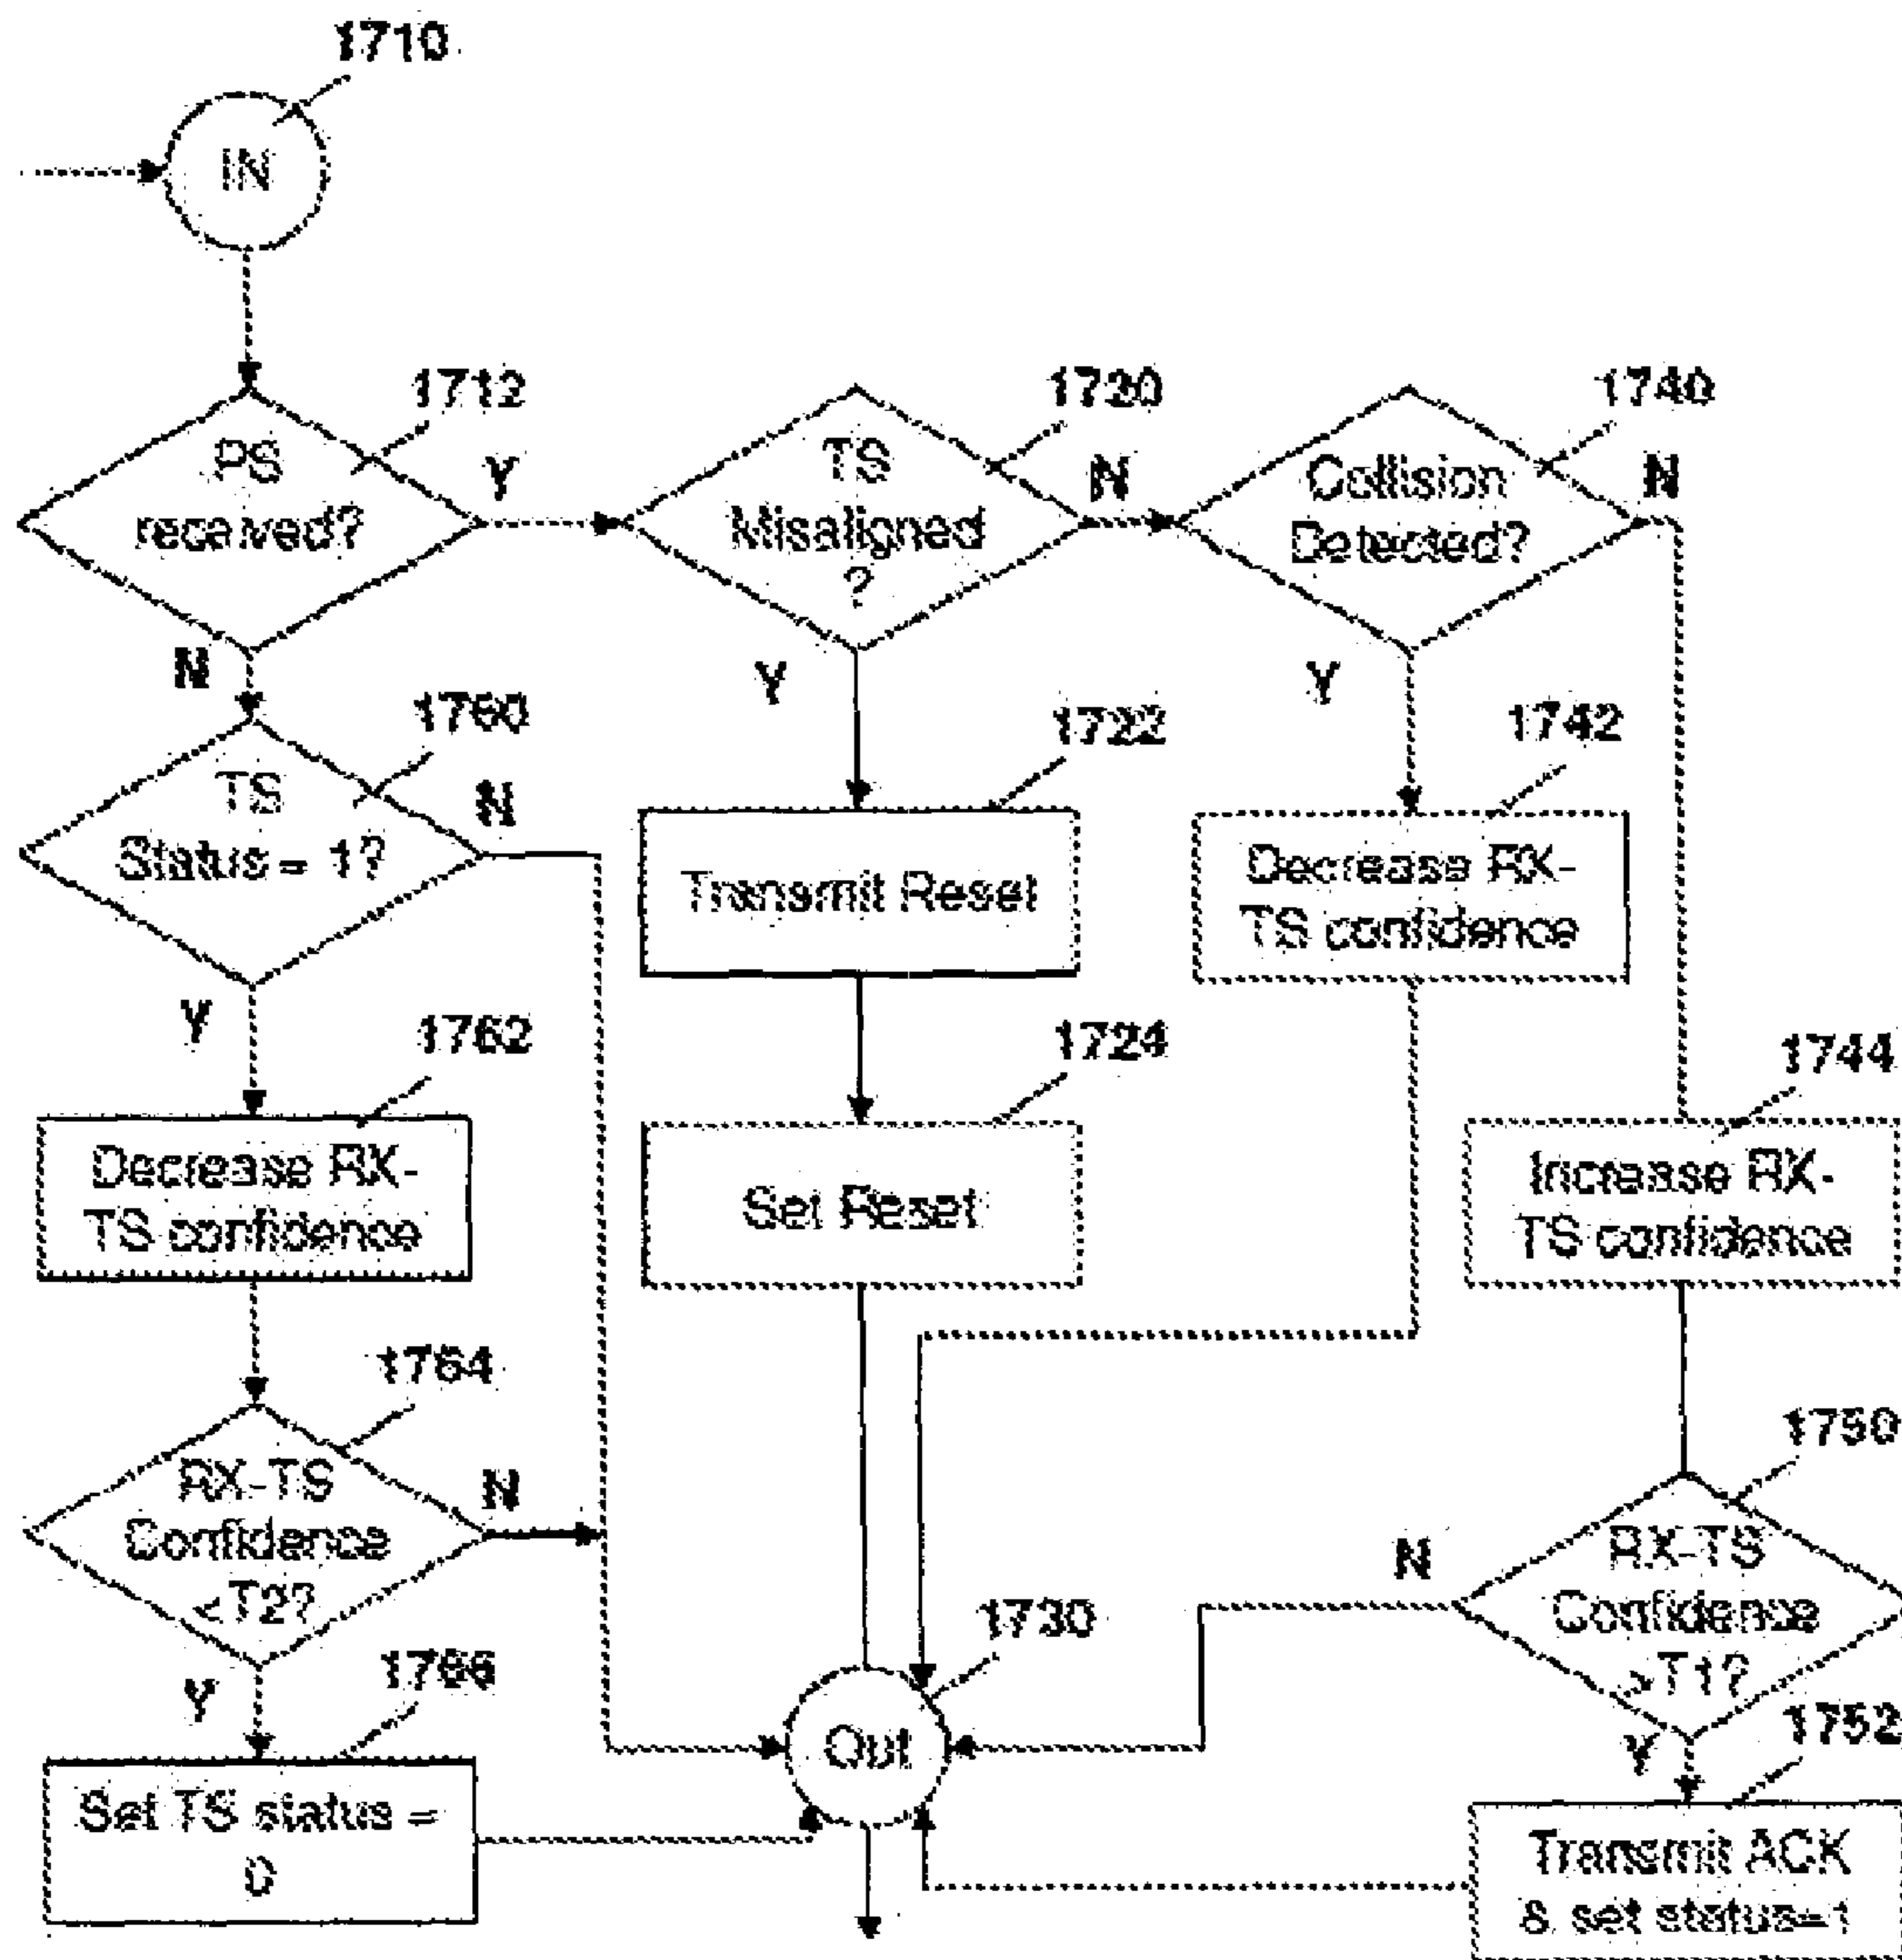 1710
IN
1712
PS
received?
Y
N
1720
TS
Misaligned
?
N
Y
1740
Collision
Detected?
N
Y
1760
TS
Status = 1?
N
Y
1722
Transmit Reset
1742
Decrease RX-
TS confidence
1762
Decrease RX-
TS confidence
1724
Set Reset
1744
Increase RX-
TS confidence
1764
RX-TS
Confidence
<T2?
N
Y
1750
RX-TS
Confidence
>T1?
N
Y
1730
Out
1766
Set TS status =
0
1752
Transmit ACK
& set status=1